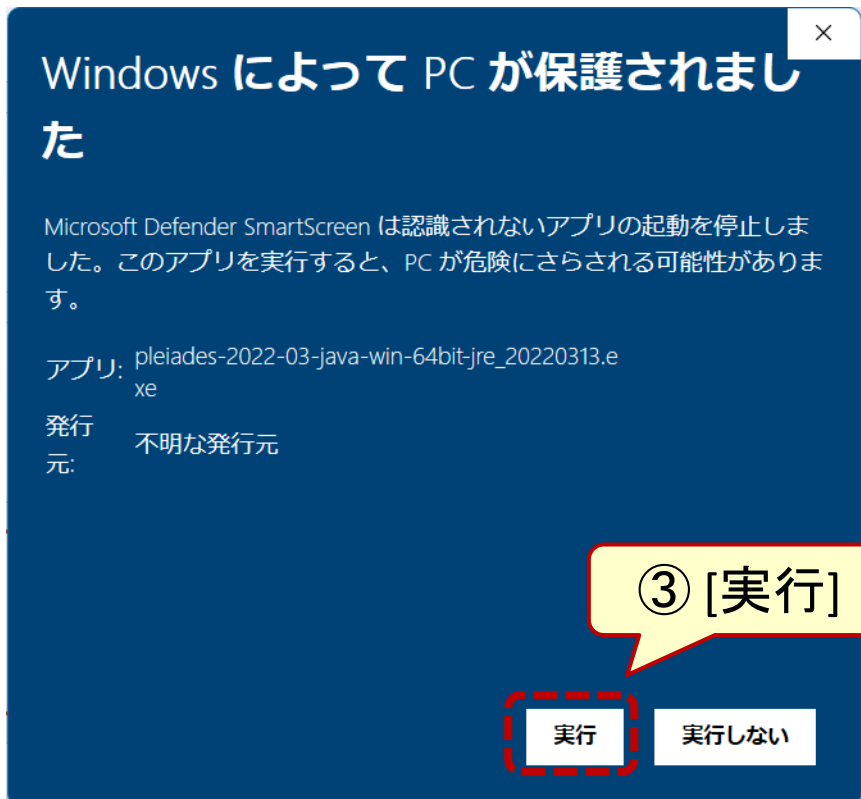 Windows によって PC が保護されまし
た
Microsoft Defender SmartScreen は認識されないアプリの起動を停止しま
した。このアプリを実行すると、PC が危険にさらされる可能性がありま
す。
アプリ: pleiades-2022-03-java-win-64bit-jre_20220313.e
xe
発行
元: 不明な発行元
③ [実行]
実行 実行しない